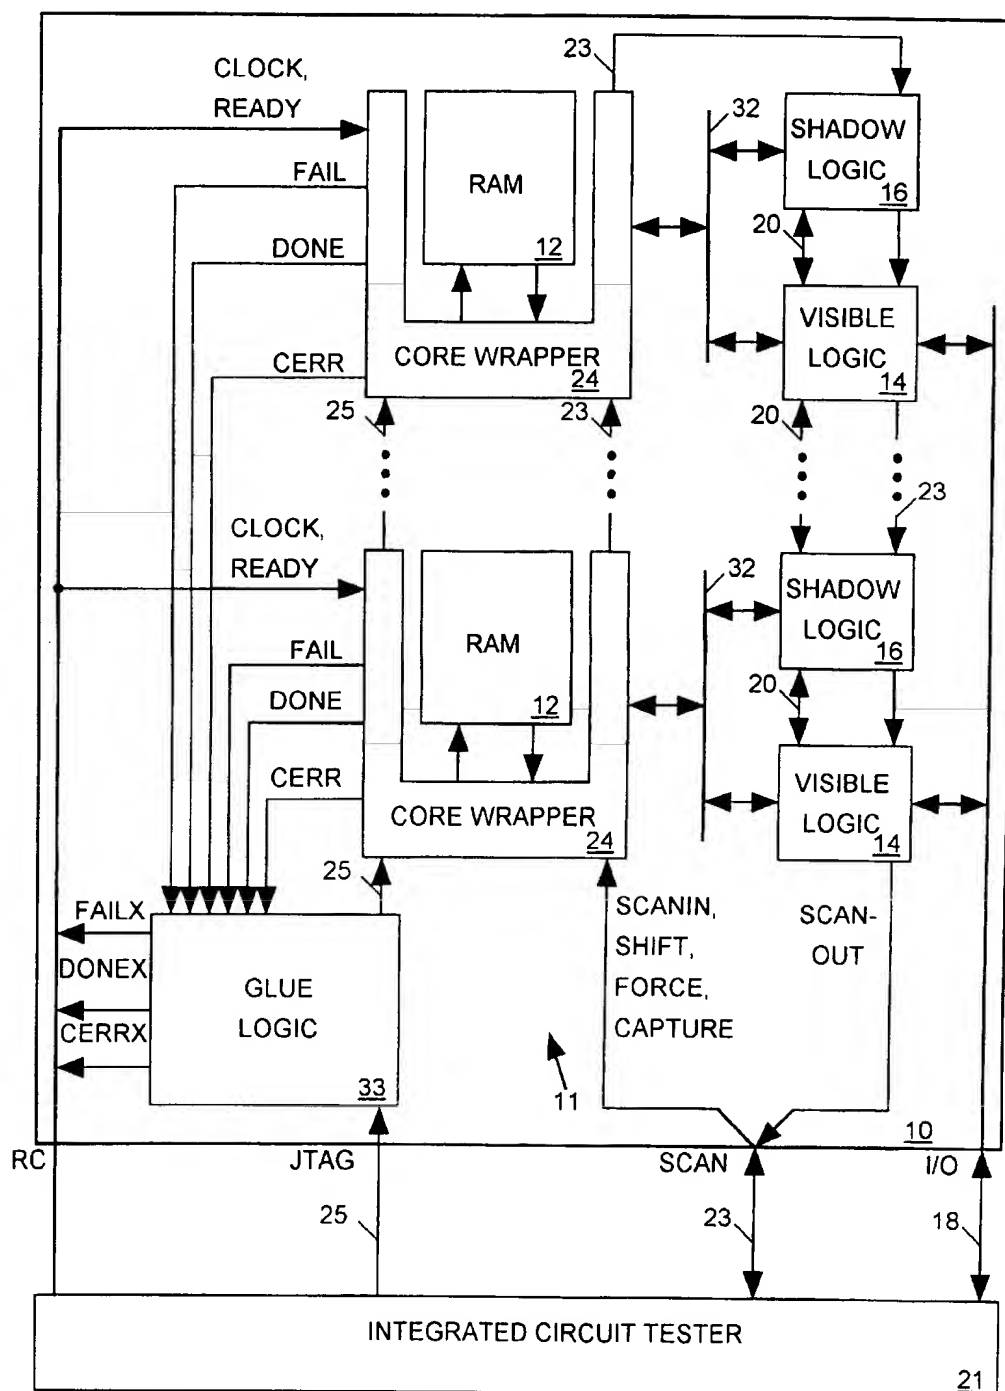 23
CLOCK,
READY
32
SHADOW
LOGIC
16
RAM
12
FAIL
20
DONE
VISIBLE
LOGIC
14
CORE WRAPPER
24
CERR
25
23
20
23
CLOCK,
READY
32
SHADOW
LOGIC
16
RAM
12
FAIL
20
DONE
VISIBLE
LOGIC
14
CERR
CORE WRAPPER
24
25
FAILX
DONEX
CERRX
GLUE
LOGIC
33
SCANIN,
SHIFT,
FORCE,
CAPTURE
SCAN-
OUT
11
10
RC
JTAG
SCAN
I/O
25
23
18
INTEGRATED CIRCUIT TESTER
21